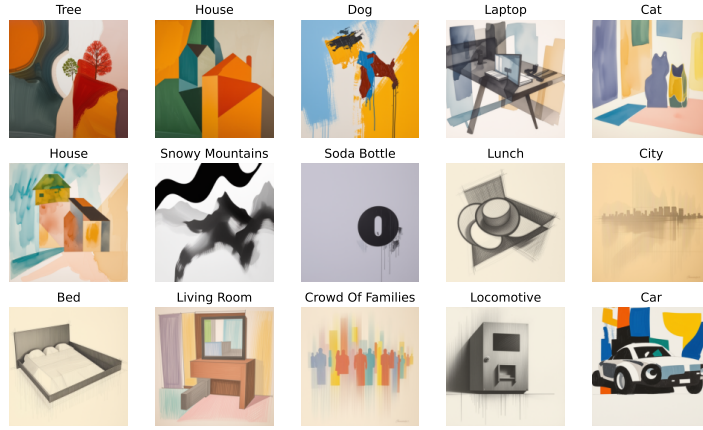 Tree House Dog Laptop Cat
House Snowy Mountains Soda Bottle Lunch City
Bed Living Room Crowd Of Families Locomotive Car